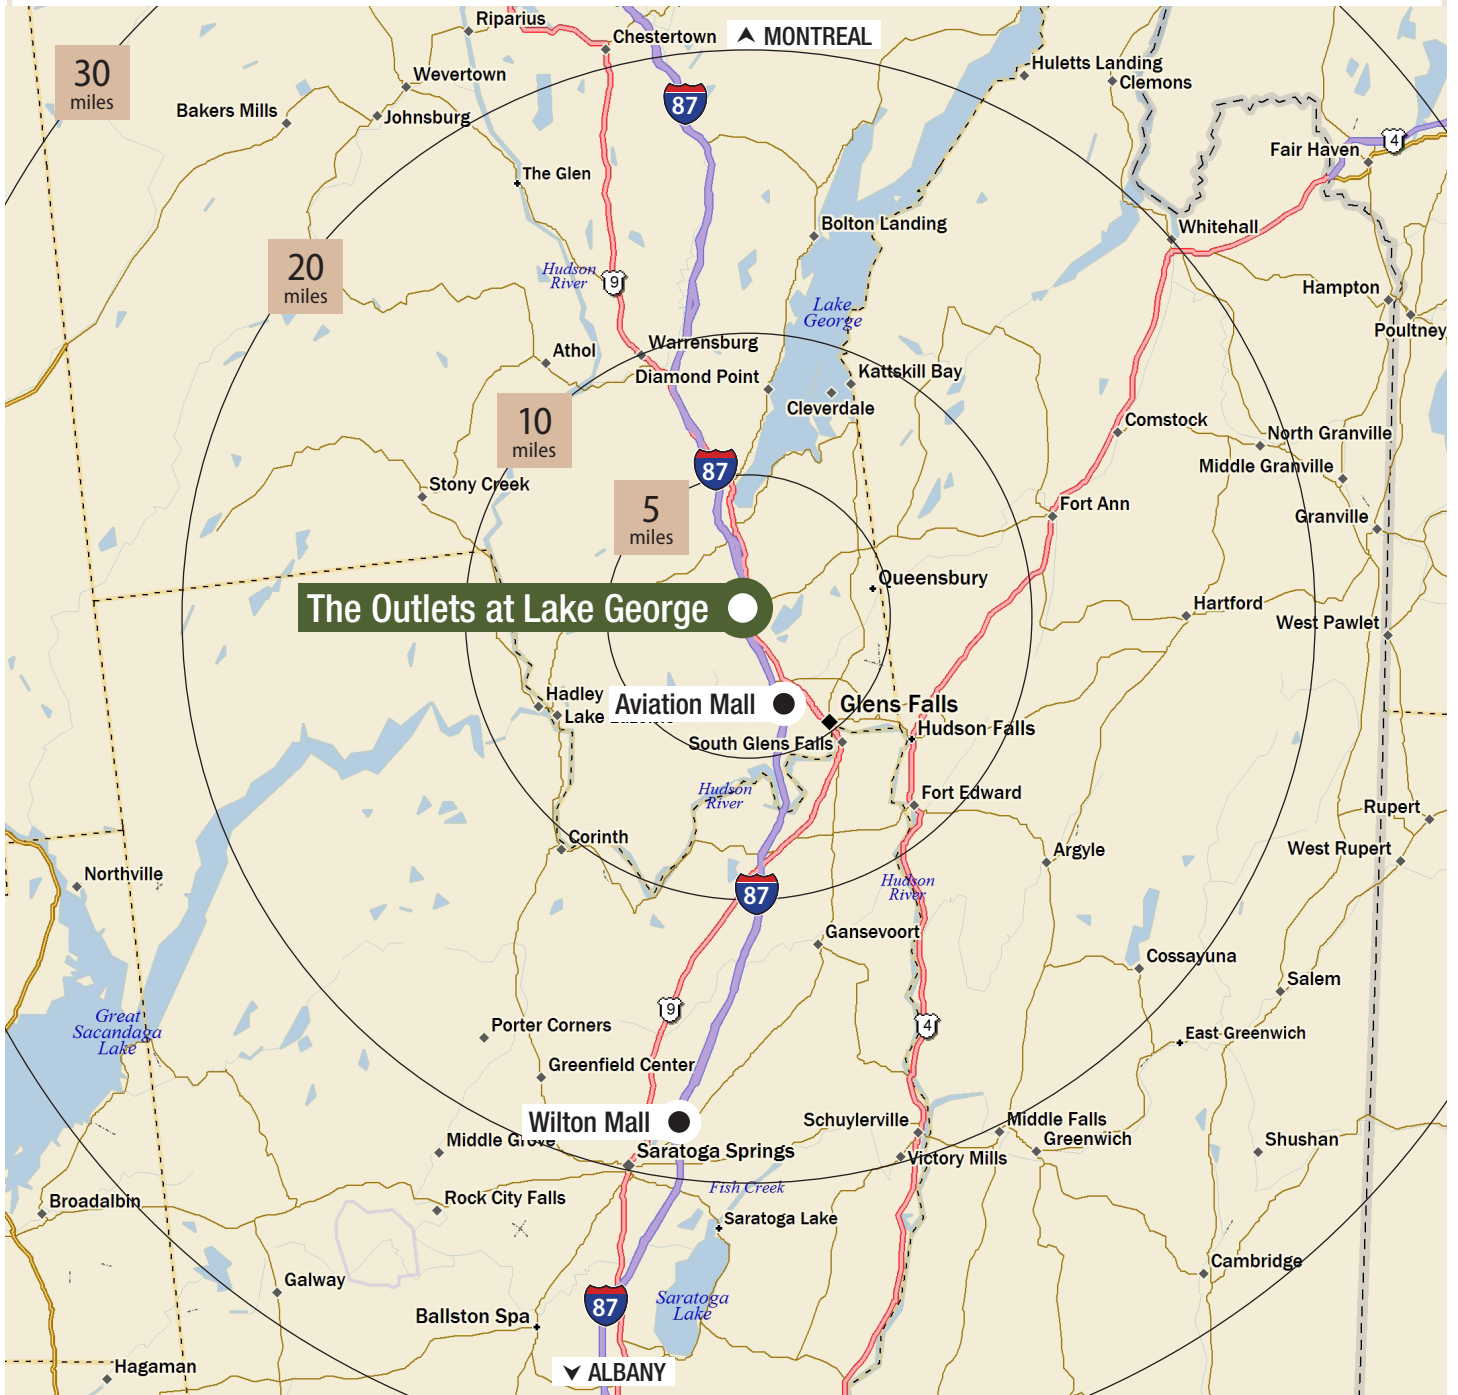 Riparius
Chestertown
MONTREAL
30
miles
87
Huletts Landing
Clemons
Wevertown
Bakers Mills
Johnsburg
4
Fair Haven
The Glen
Bolton Landing
Whitehall
20
miles
Hudson
River
9
Lake
George
Hampton
Poultney
Athol
Warrensburg
Diamond Point
Kattskill Bay
Cleverdale
10
miles
Comstock
North Granville
Middle Granville
87
Stony Creek
5
miles
Fort Ann
Granville
Queensbury
The Outlets at Lake George
Hartford
West Pawlet
Hadley
Lake
Aviation Mall
Glens Falls
Hudson Falls
South Glens Falls
Hudson
River
Fort Edward
Rupert
Corinth
Argyle
West Rupert
Northville
87
Hudson
River
Gansevoort
Cossayuna
Salem
Great
Sacandaga
Lake
9
4
Porter Corners
East Greenwich
Greenfield Center
Wilton Mall
Schuylerville
Middle Falls
Greenwich
Shushan
Middle Grove
Saratoga Springs
Victory Mills
Fish Creek
Broadalbin
Rock City Falls
Saratoga Lake
Cambridge
Galway
87
Saratoga
Lake
Ballston Spa
Hagaman
ALBANY